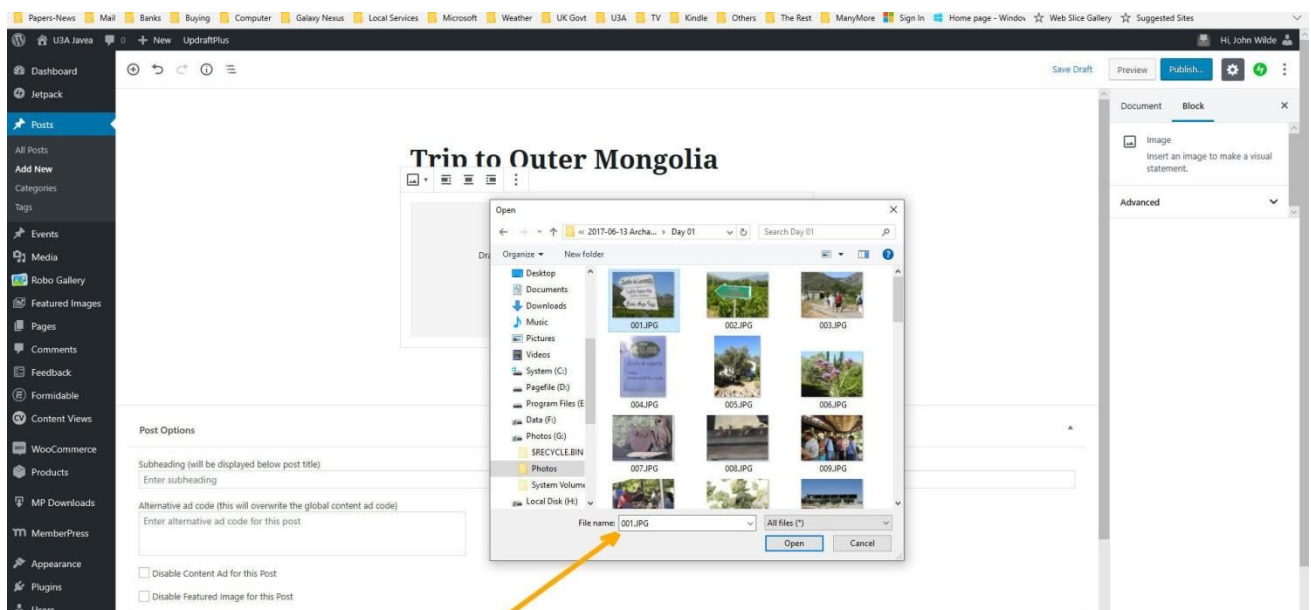 Papers-News Mail Banks Buying Computer Galaxy Nexus Local Services Microsoft Weather UK Govt U3A TV Kindle Others The Rest ManyMore Sign In Home page - Windov Web Slice Gallery Suggested Sites
U3A Javea 0 + New UpdraftPlus Hi, John Wilde
Dashboard
Jetpack
Posts
All Posts
Add New
Categories
Tags
Events
Media
Robo Gallery
Featured Images
Pages
Comments
Feedback
Formidable
Content Views
WooCommerce
Products
MP Downloads
MemberPress
Appearance
Plugins
Users
Save Draft Preview Publish...
Trip to Outer Mongolia
Dra
Open
« 2017-06-13 Archa... › Day 01 Search Day 01
Organize New folder
Desktop
Documents
Downloads
Music
Pictures
Videos
System (C:)
Pagefile (D:)
Program Files (E
Data (F:)
Photos (G:)
$RECYCLE.BIN
Photos
System Volume
Local Disk (H:)
001.JPG 002.JPG 003.JPG
004.JPG 005.JPG 006.JPG
007.JPG 008.JPG 009.JPG
File name: 001.JPG All files (*)
Open Cancel
Post Options
Subheading (will be displayed below post title)
Enter subheading
Alternative ad code (this will overwrite the global content ad code)
Enter alternative ad code for this post
Disable Content Ad for this Post
Disable Featured Image for this Post
Document Block
Image
Insert an image to make a visual
statement.
Advanced